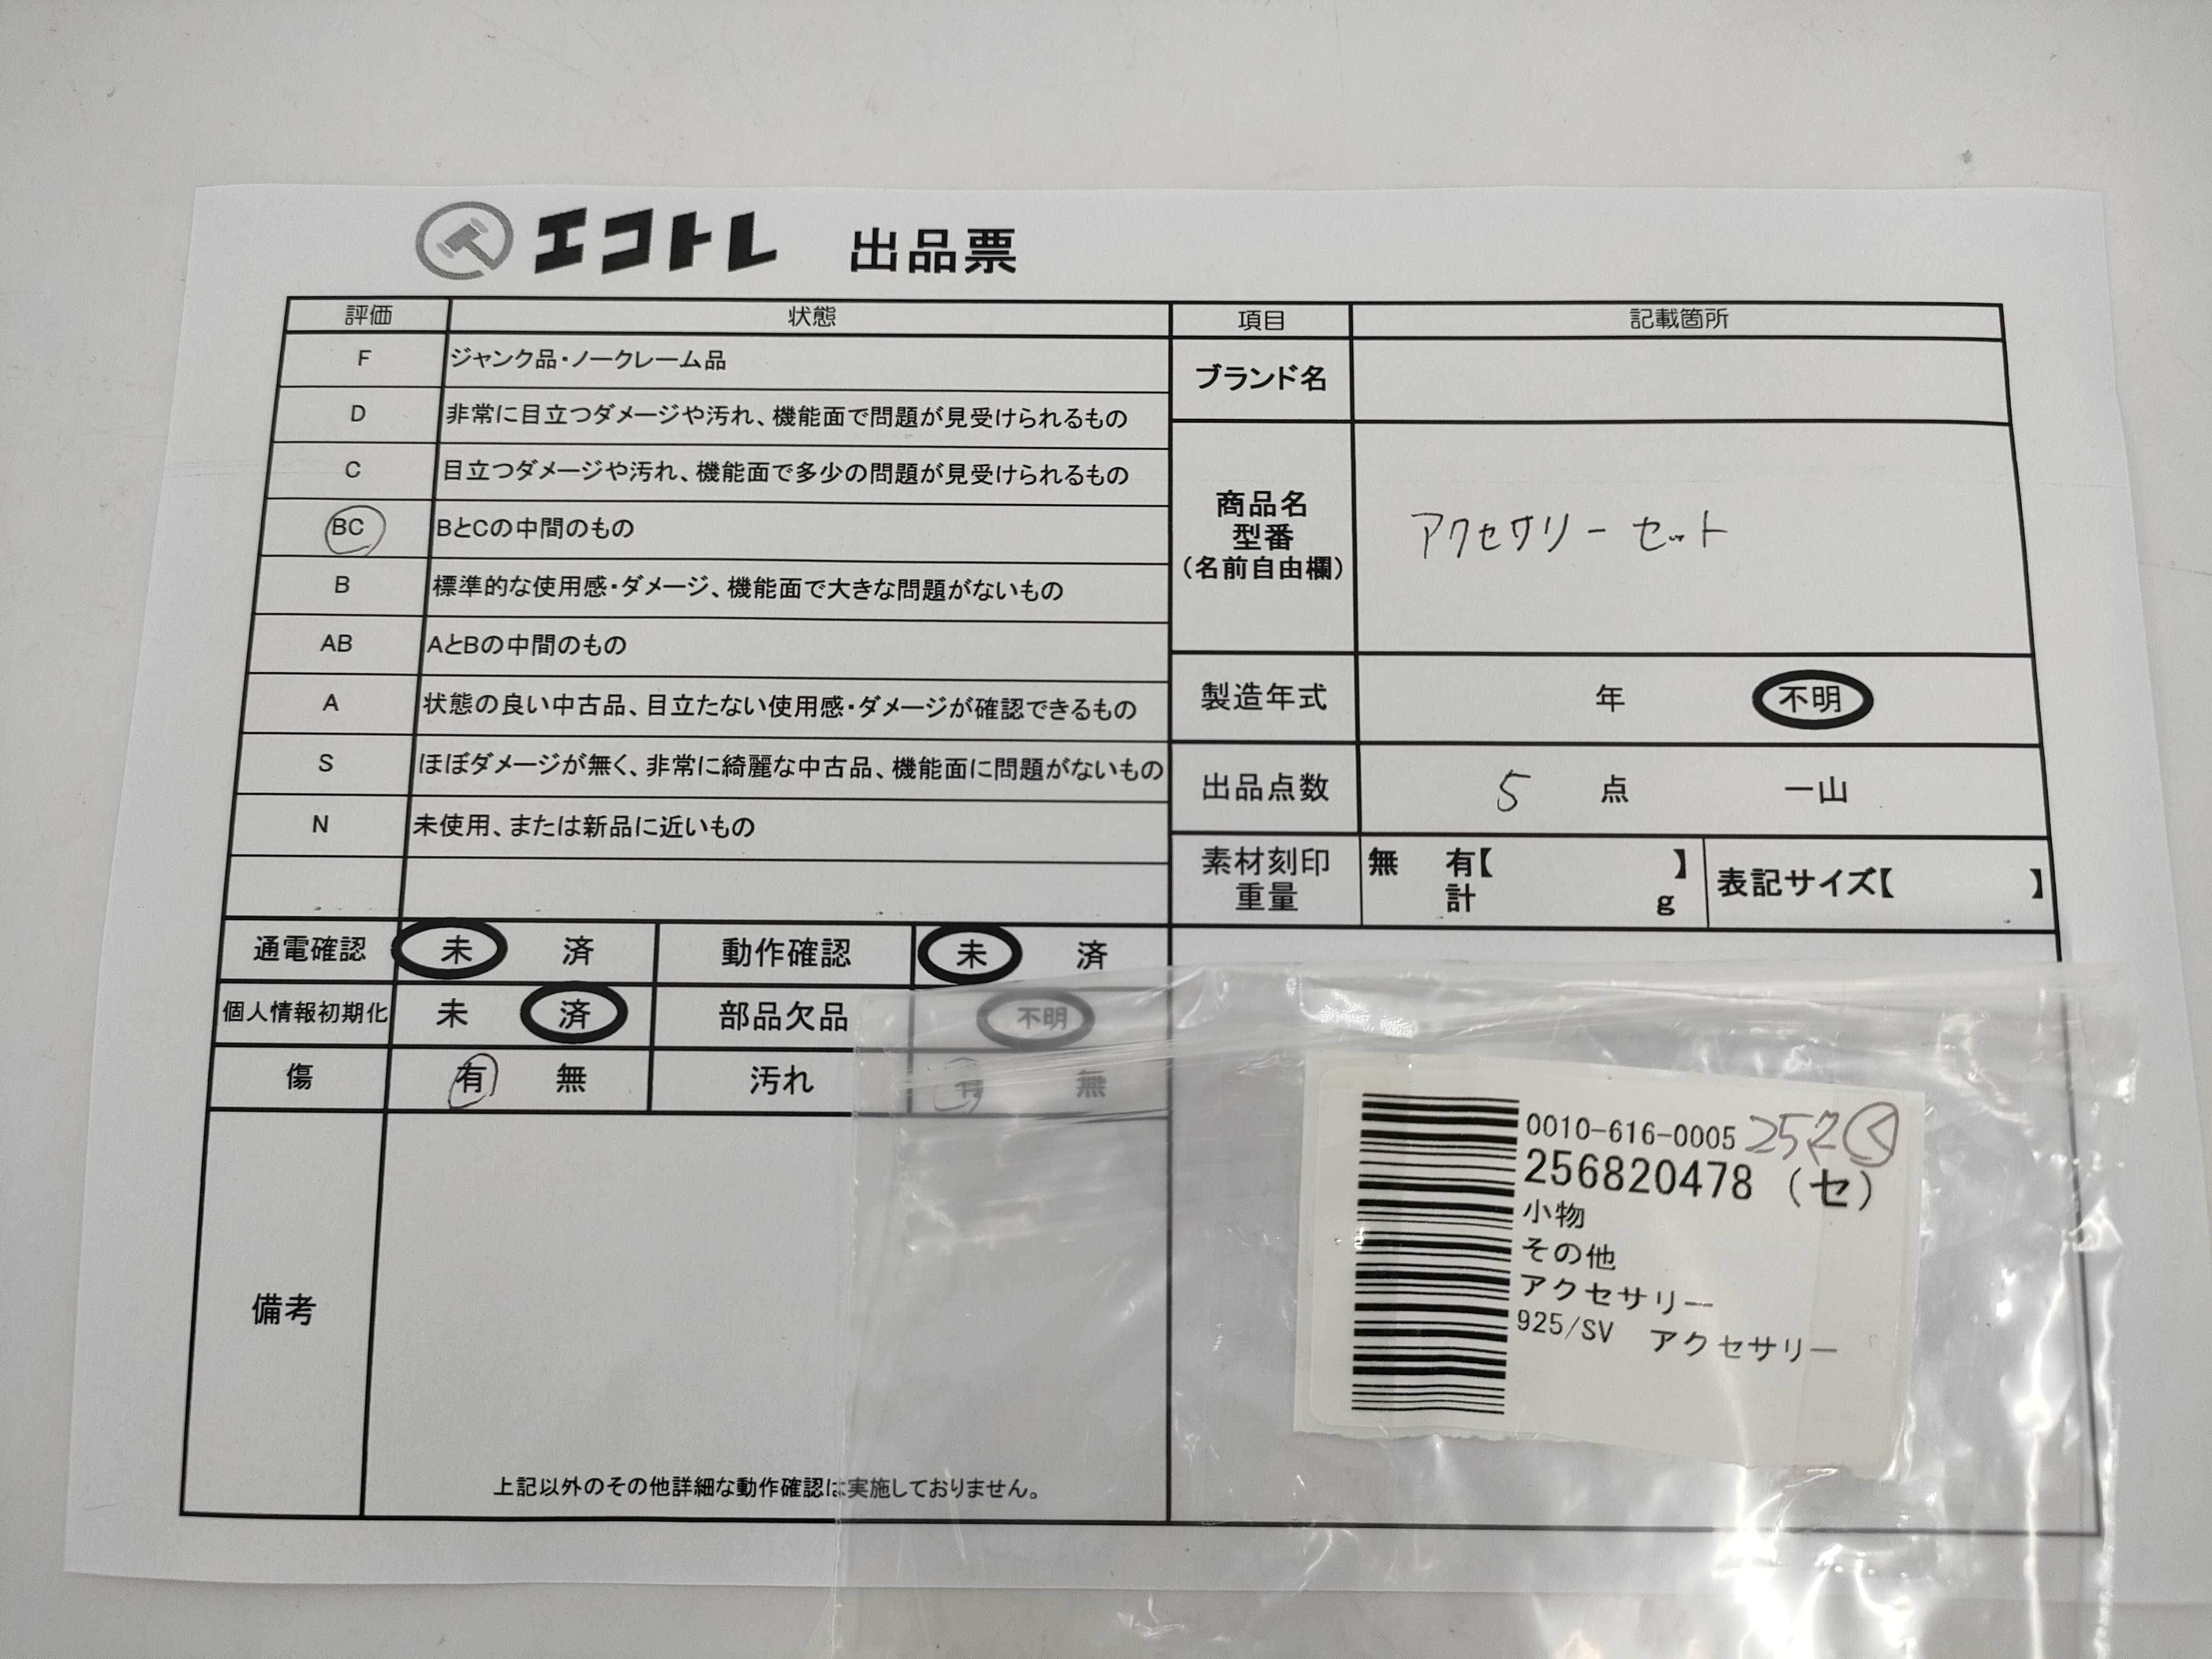 エコトレ 出品票
評価 状態 項目 記載箇所
F ジャンク品・ノークレーム品
D 非常に目立つダメージや汚れ、機能面で問題が見受けられるもの
C 目立つダメージや汚れ、機能面で多少の問題が見受けられるもの
BC BとCの中間のもの
B 標準的な使用感・ダメージ、機能面で大きな問題がないもの
AB AとBの中間のもの
A 状態の良い中古品、目立たない使用感・ダメージが確認できるもの
S ほぼダメージが無く、非常に綺麗な中古品、機能面に問題がないもの
N 未使用、または新品に近いもの
ブランド名
商品名
型番
(名前自由欄)
アクセサリーセット
製造年式 年 不明
出品点数 5 点 一山
素材刻印 無 有【 】
重量 計 g
表記サイズ【 】
通電確認 未 済 動作確認 未 済
個人情報初期化 未 済 部品欠品 不明
傷 有 無 汚れ 有 無
備考
上記以外のその他詳細な動作確認は実施しておりません。
0010-616-0005
256820478 (セ)
小物
その他
アクセサリー
925/SV アクセサリー